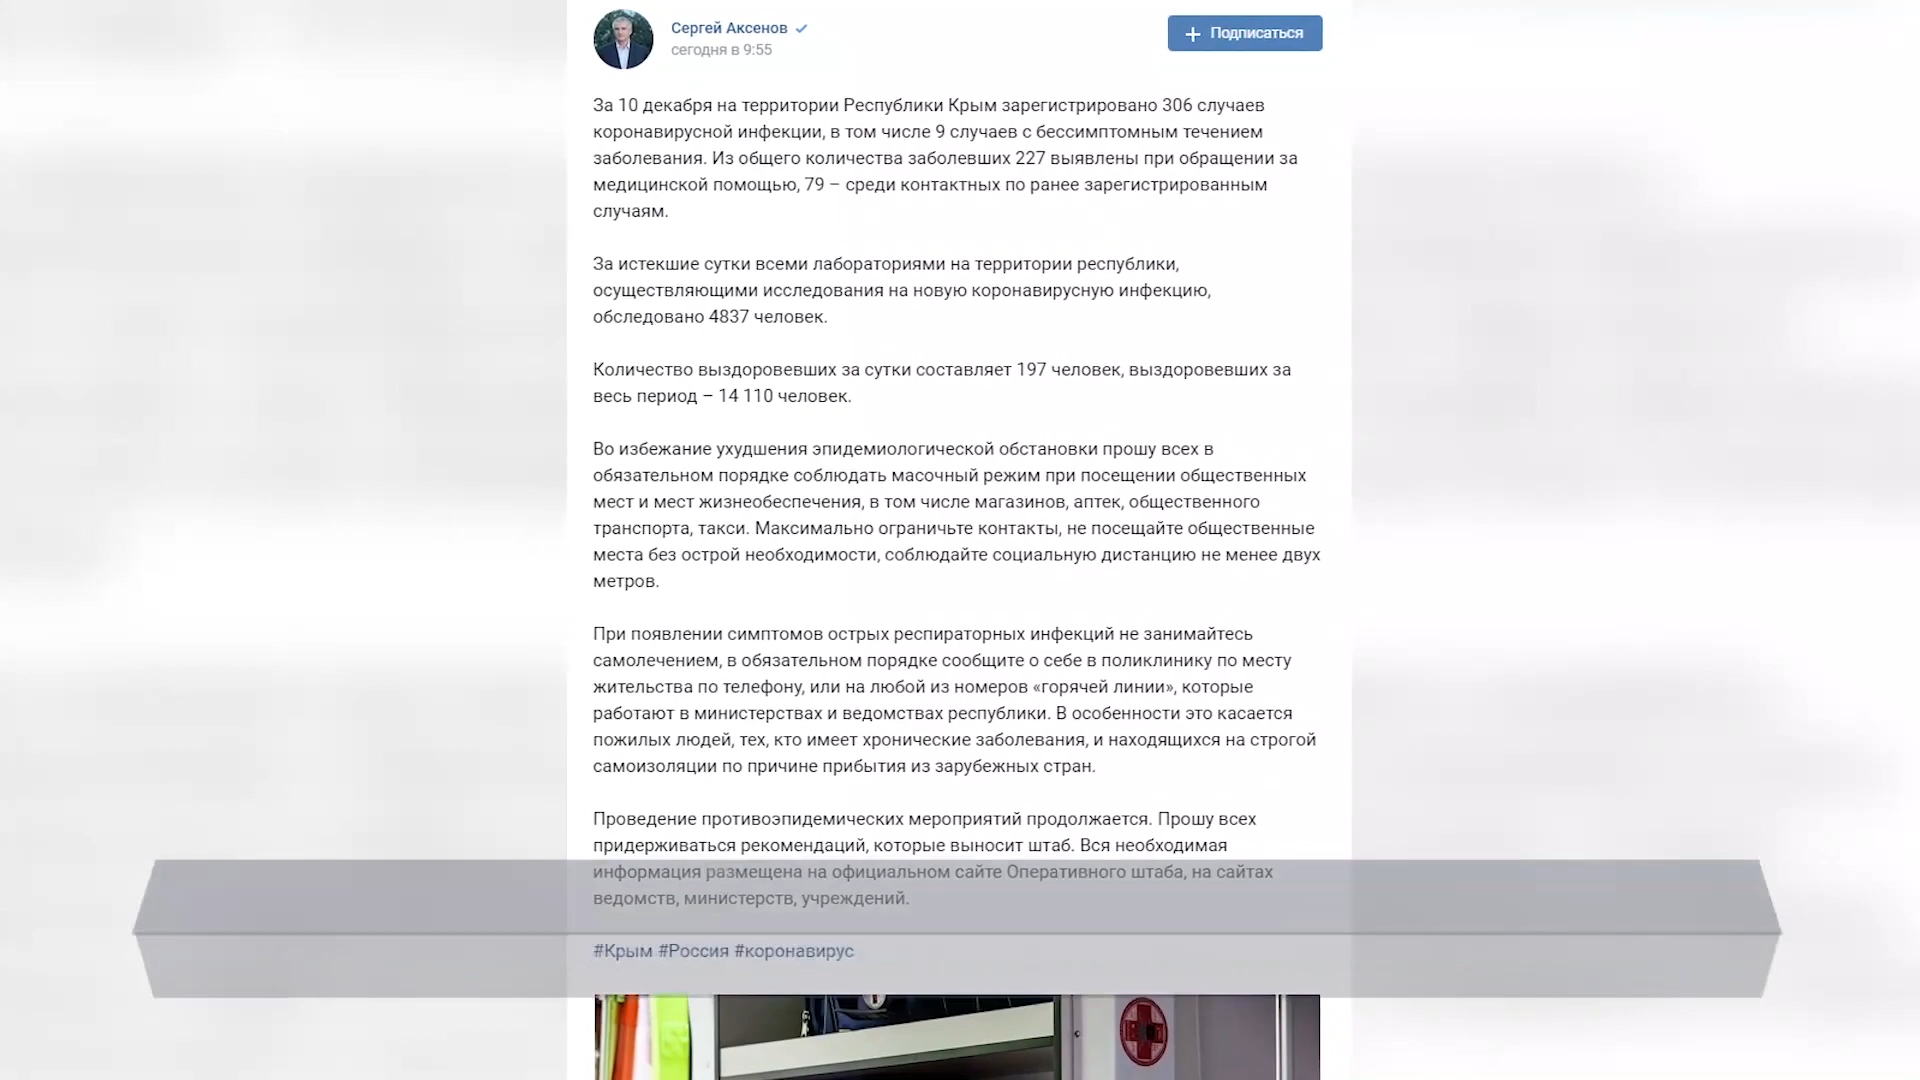 Сергей Аксенов
сегодня в 9:55
Подписаться
За 10 декабря на территории Республики Крым зарегистрировано 306 случаев
коронавирусной инфекции, в том числе 9 случаев с бессимптомным течением
заболевания. Из общего количества заболевших 227 выявлены при обращении за
медицинской помощью, 79 – среди контактных по ранее зарегистрированным
случаям.
За истекшие сутки всеми лабораториями на территории республики,
осуществляющими исследования на новую коронавирусную инфекцию,
обследовано 4837 человек.
Количество выздоровевших за сутки составляет 197 человек, выздоровевших за
весь период – 14 110 человек.
Во избежание ухудшения эпидемиологической обстановки прошу всех в
обязательном порядке соблюдать масочный режим при посещении общественных
мест и мест жизнеобеспечения, в том числе магазинов, аптек, общественного
транспорта, такси. Максимально ограничьте контакты, не посещайте общественные
места без острой необходимости, соблюдайте социальную дистанцию не менее двух
метров.
При появлении симптомов острых респираторных инфекций не занимайтесь
самолечением, в обязательном порядке сообщите о себе в поликлинику по месту
жительства по телефону, или на любой из номеров «горячей линии», которые
работают в министерствах и ведомствах республики. В особенности это касается
пожилых людей, тех, кто имеет хронические заболевания, и находящихся на строгой
самоизоляции по причине прибытия из зарубежных стран.
Проведение противоэпидемических мероприятий продолжается. Прошу всех
придерживаться рекомендаций, которые выносит штаб. Вся необходимая
информация размещена на официальном сайте Оперативного штаба, на сайтах
ведомств, министерств, учреждений.
#Крым #Россия #коронавирус